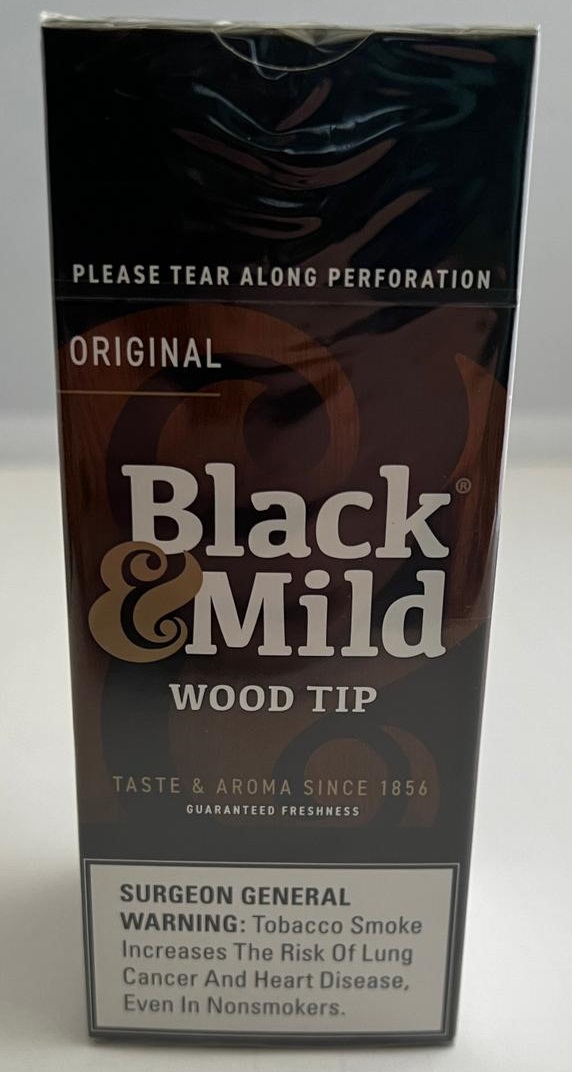 PLEASE TEAR ALONG PERFORATION
ORIGINAL
Black®
&Mild
WOOD TIP
TASTE & AROMA SINCE 1856
GUARANTEED FRESHNESS
SURGEON GENERAL
WARNING: Tobacco Smoke
Increases The Risk Of Lung
Cancer And Heart Disease,
Even In Nonsmokers.